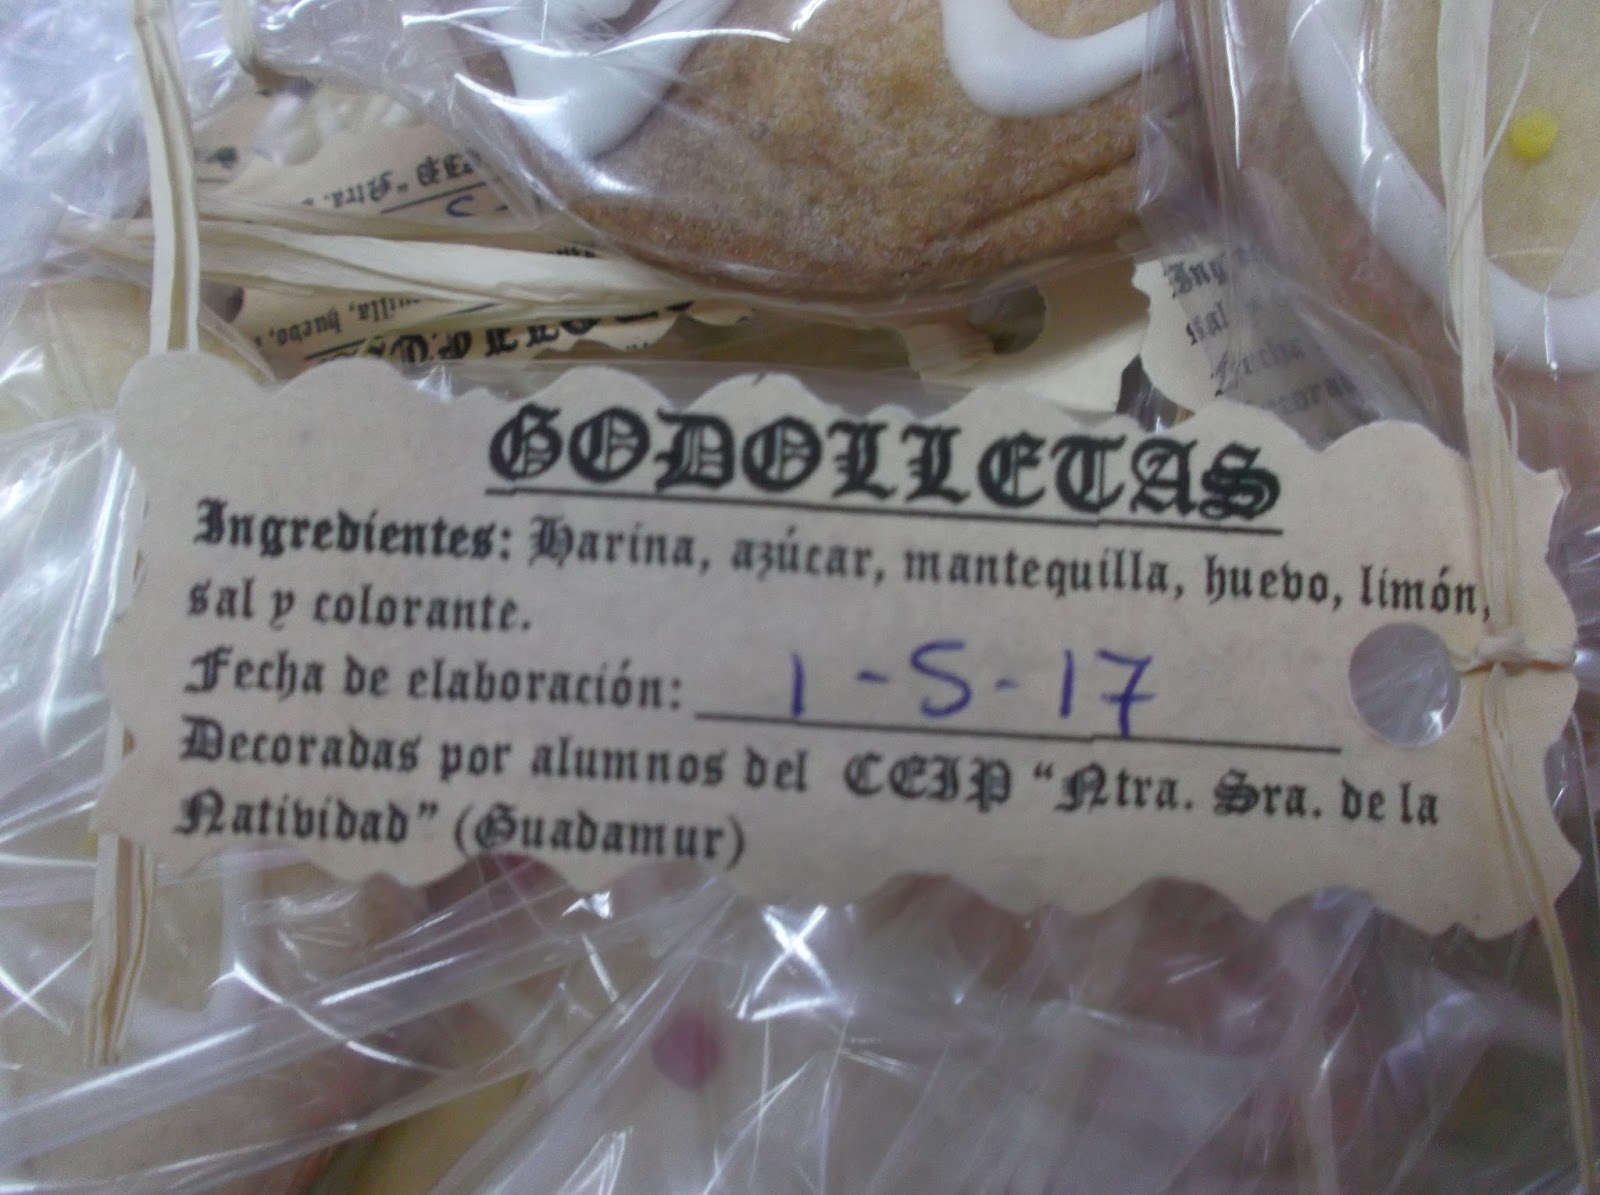 GODOLLETAS
Ingredientes: Harina, azúcar, mantequilla, huevo, limón,
sal y colorante.
Fecha de elaboración: 1-5-17
Decoradas por alumnos del CEIP “Ntra. Sra. de la
Natividad” (Guadamur)